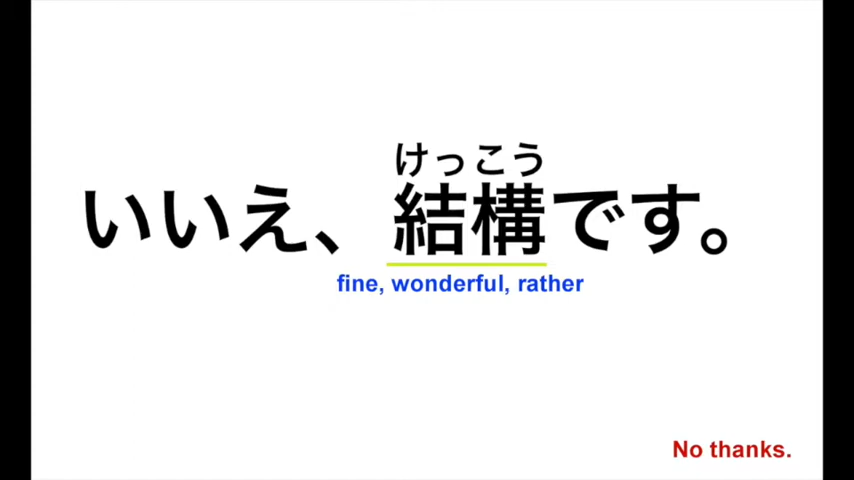 けっこう
いいえ、結構です。
fine, wonderful, rather
No thanks.